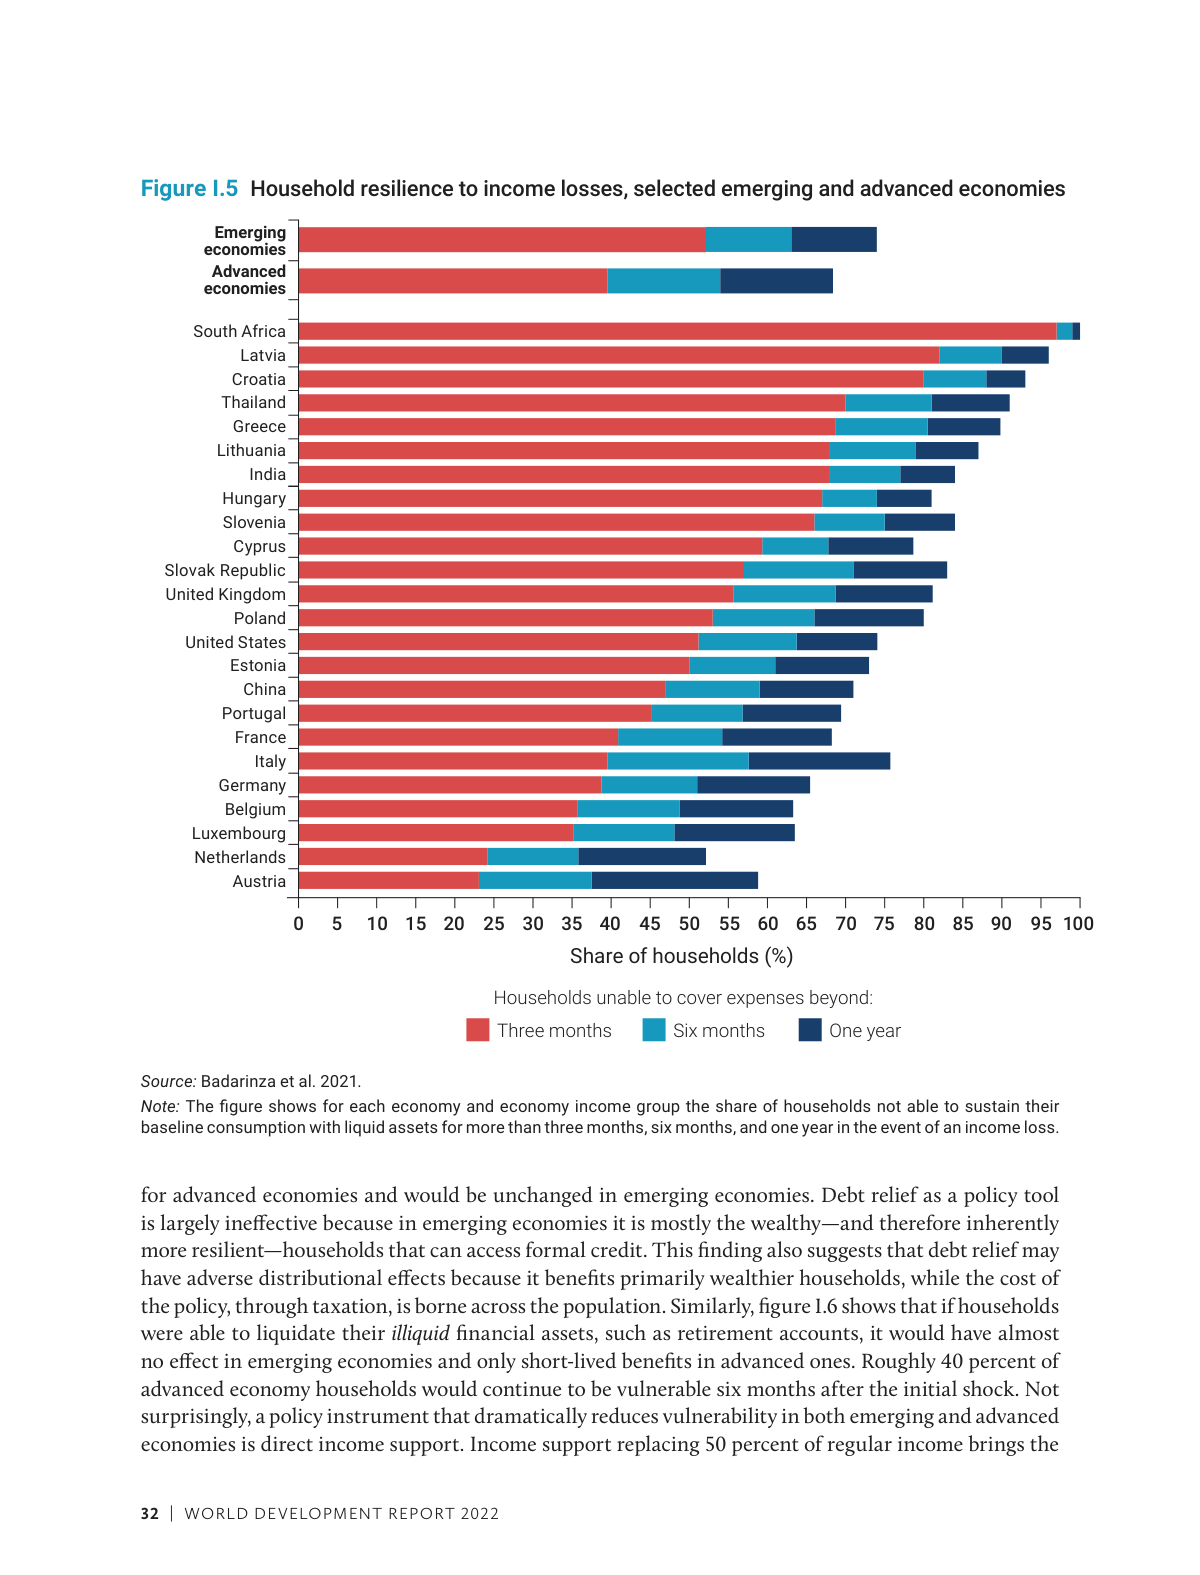 Figure I.5 Household resilience to income losses, selected emerging and advanced economies
Emerging
economies
Advanced
economies
South Africa
Latvia
Croatia
Thailand
Greece
Lithuania
India
Hungary
Slovenia
Cyprus
Slovak Republic
United Kingdom
Poland
United States
Estonia
China
Portugal
France
Italy
Germany
Belgium
Luxembourg
Netherlands
Austria
0 5 10 15 20 25 30 35 40 45 50 55 60 65 70 75 80 85 90 95 100
Share of households (%)
Households unable to cover expenses beyond:
Three months Six months One year
Source: Badarinza et al. 2021.
Note: The figure shows for each economy and economy income group the share of households not able to sustain their
baseline consumption with liquid assets for more than three months, six months, and one year in the event of an income loss.
for advanced economies and would be unchanged in emerging economies. Debt relief as a policy tool
is largely ineffective because in emerging economies it is mostly the wealthy—and therefore inherently
more resilient—households that can access formal credit. This finding also suggests that debt relief may
have adverse distributional effects because it benefits primarily wealthier households, while the cost of
the policy, through taxation, is borne across the population. Similarly, figure I.6 shows that if households
were able to liquidate their illiquid financial assets, such as retirement accounts, it would have almost
no effect in emerging economies and only short-lived benefits in advanced ones. Roughly 40 percent of
advanced economy households would continue to be vulnerable six months after the initial shock. Not
surprisingly, a policy instrument that dramatically reduces vulnerability in both emerging and advanced
economies is direct income support. Income support replacing 50 percent of regular income brings the
32 | WORLD DEVELOPMENT REPORT 2022